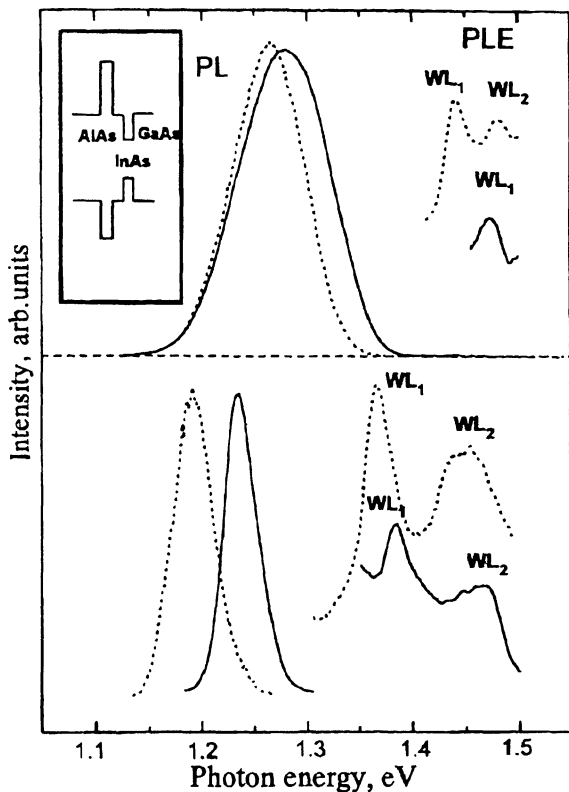 PL
PLE
AlAs
GaAs
InAs
WL1
WL2
WL1
WL1
WL2
WL1
WL2
Intensity, arb.units
1.1 1.2 1.3 1.4 1.5
Photon energy, eV